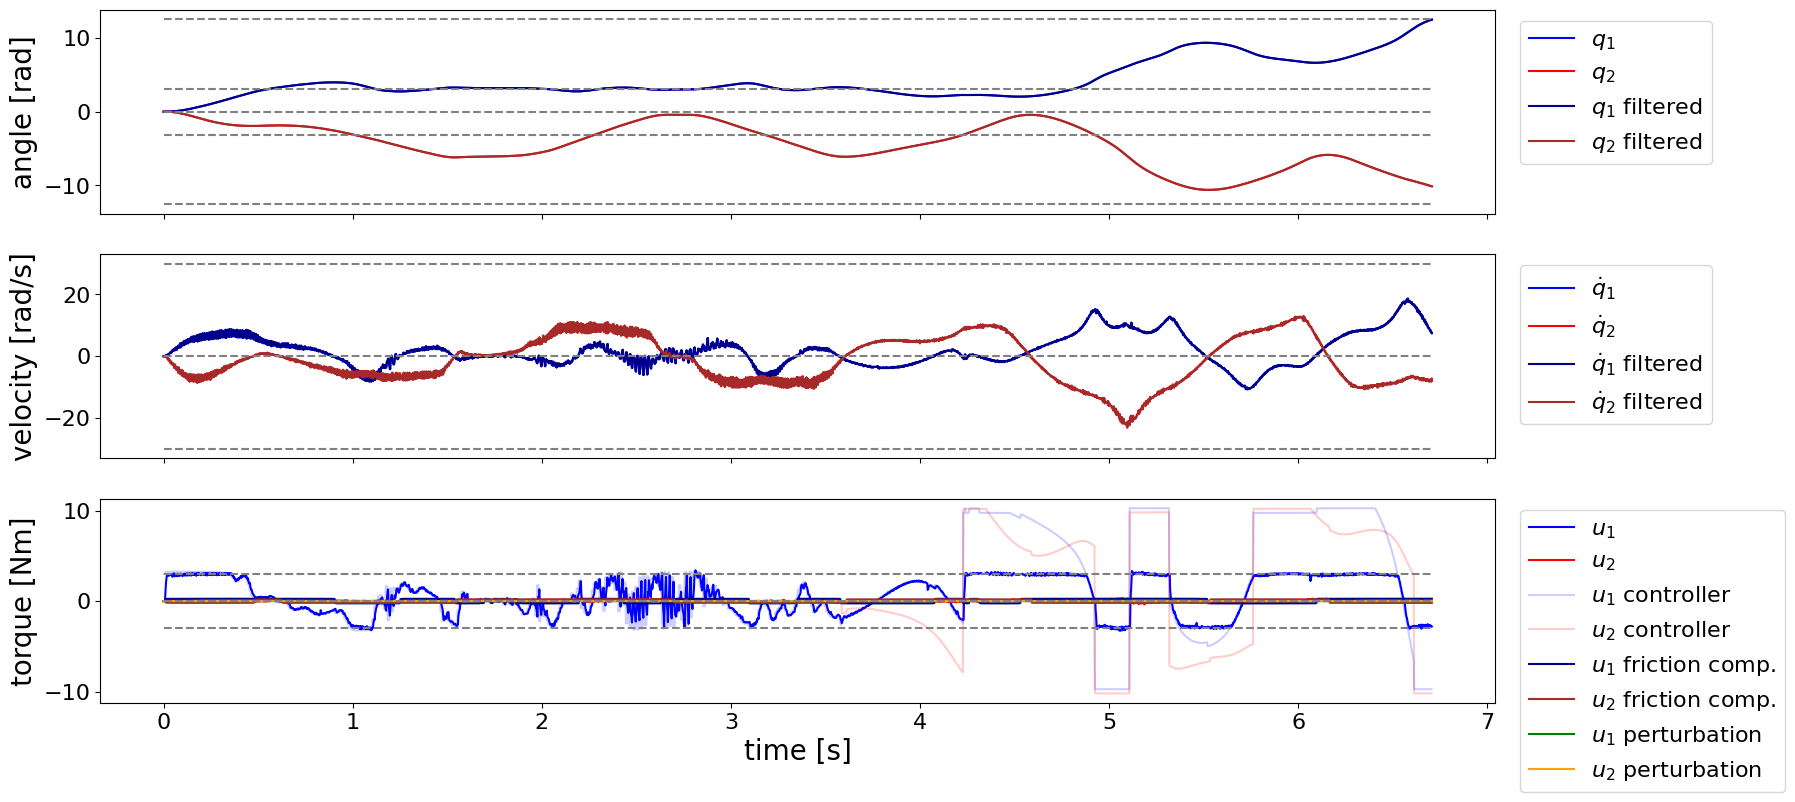 angle [rad]
10
0
−10
q₁
q₂
q₁ filtered
q₂ filtered
velocity [rad/s]
20
0
−20
q̇₁
q̇₂
q̇₁ filtered
q̇₂ filtered
torque [Nm]
10
0
−10
0 1 2 3 4 5 6 7
time [s]
u₁
u₂
u₁ controller
u₂ controller
u₁ friction comp.
u₂ friction comp.
u₁ perturbation
u₂ perturbation